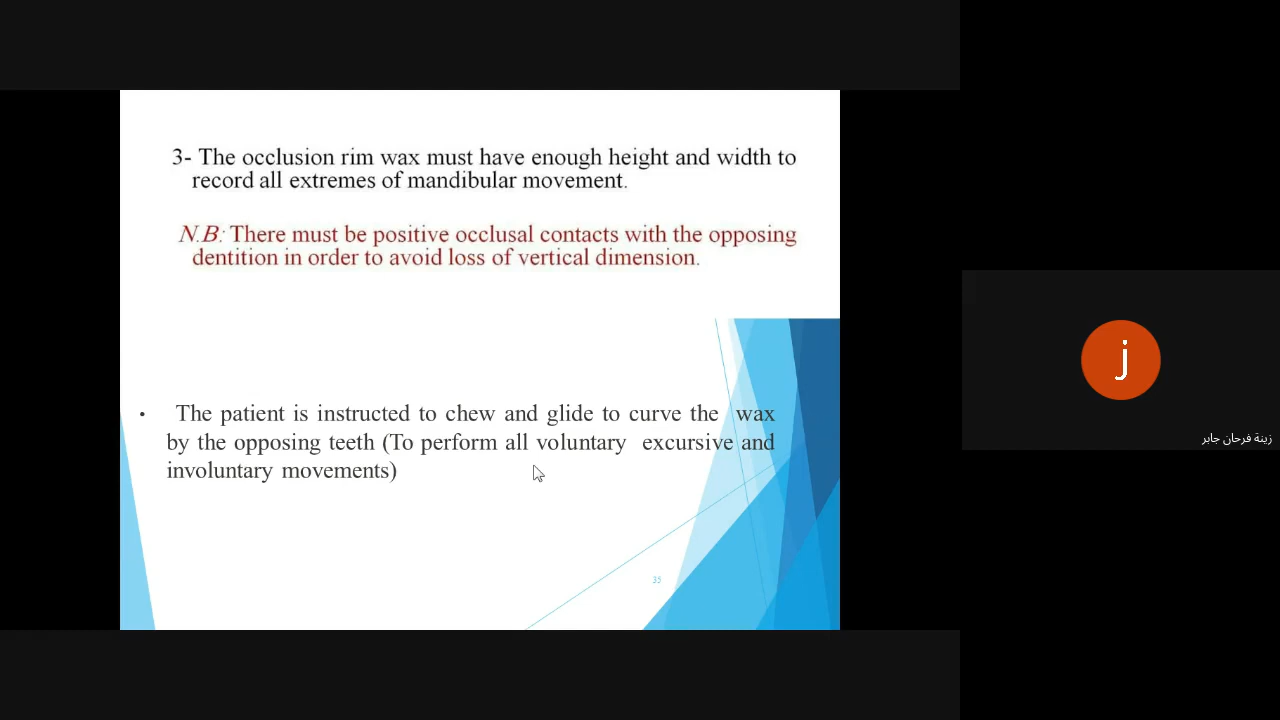 3- The occlusion rim wax must have enough height and width to
record all extremes of mandibular movement.
N.B: There must be positive occlusal contacts with the opposing
dentition in order to avoid loss of vertical dimension.
• The patient is instructed to chew and glide to curve the wax
by the opposing teeth (To perform all voluntary excursive and
involuntary movements)
35
j
زينة فرحان جابر